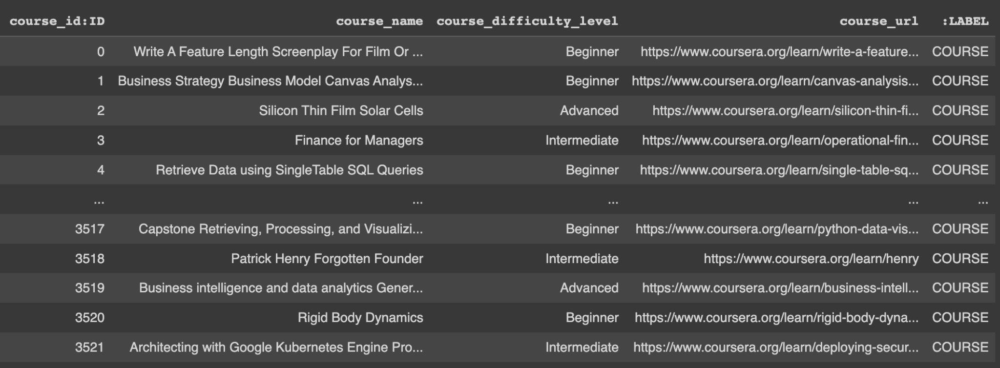 course_id:ID course_name course_difficulty_level course_url :LABEL
0 Write A Feature Length Screenplay For Film Or ... Beginner https://www.coursera.org/learn/write-a-feature... COURSE
1 Business Strategy Business Model Canvas Analys... Beginner https://www.coursera.org/learn/canvas-analysis... COURSE
2 Silicon Thin Film Solar Cells Advanced https://www.coursera.org/learn/silicon-thin-fi... COURSE
3 Finance for Managers Intermediate https://www.coursera.org/learn/operational-fin... COURSE
4 Retrieve Data using SingleTable SQL Queries Beginner https://www.coursera.org/learn/single-table-sq... COURSE
... ... ... ... ...
3517 Capstone Retrieving, Processing, and Visualizi... Beginner https://www.coursera.org/learn/python-data-vis... COURSE
3518 Patrick Henry Forgotten Founder Intermediate https://www.coursera.org/learn/henry COURSE
3519 Business intelligence and data analytics Gener... Advanced https://www.coursera.org/learn/business-intell... COURSE
3520 Rigid Body Dynamics Beginner https://www.coursera.org/learn/rigid-body-dyna... COURSE
3521 Architecting with Google Kubernetes Engine Pro... Intermediate https://www.coursera.org/learn/deploying-secur... COURSE